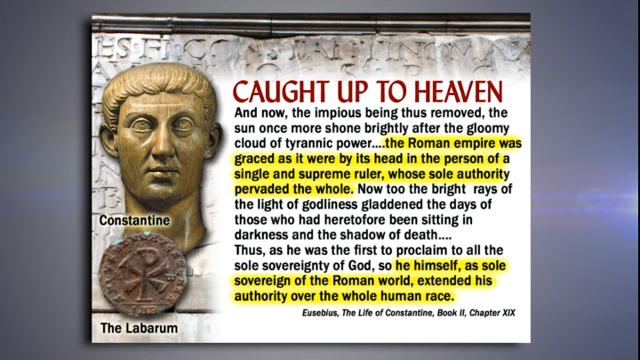 CAUGHT UP TO HEAVEN
And now, the impious being thus removed, the
sun once more shone brightly after the gloomy
cloud of tyrannic power....the Roman empire was
graced as it were by its head in the person of a
single and supreme ruler, whose sole authority
pervaded the whole. Now too the bright rays of
the light of godliness gladdened the days of
those who had heretofore been sitting in
darkness and the shadow of death....
Thus, as he was the first to proclaim to all the
sole sovereignty of God, so he himself, as sole
sovereign of the Roman world, extended his
authority over the whole human race.
Eusebius, The Life of Constantine, Book II, Chapter XIX
Constantine
The Labarum